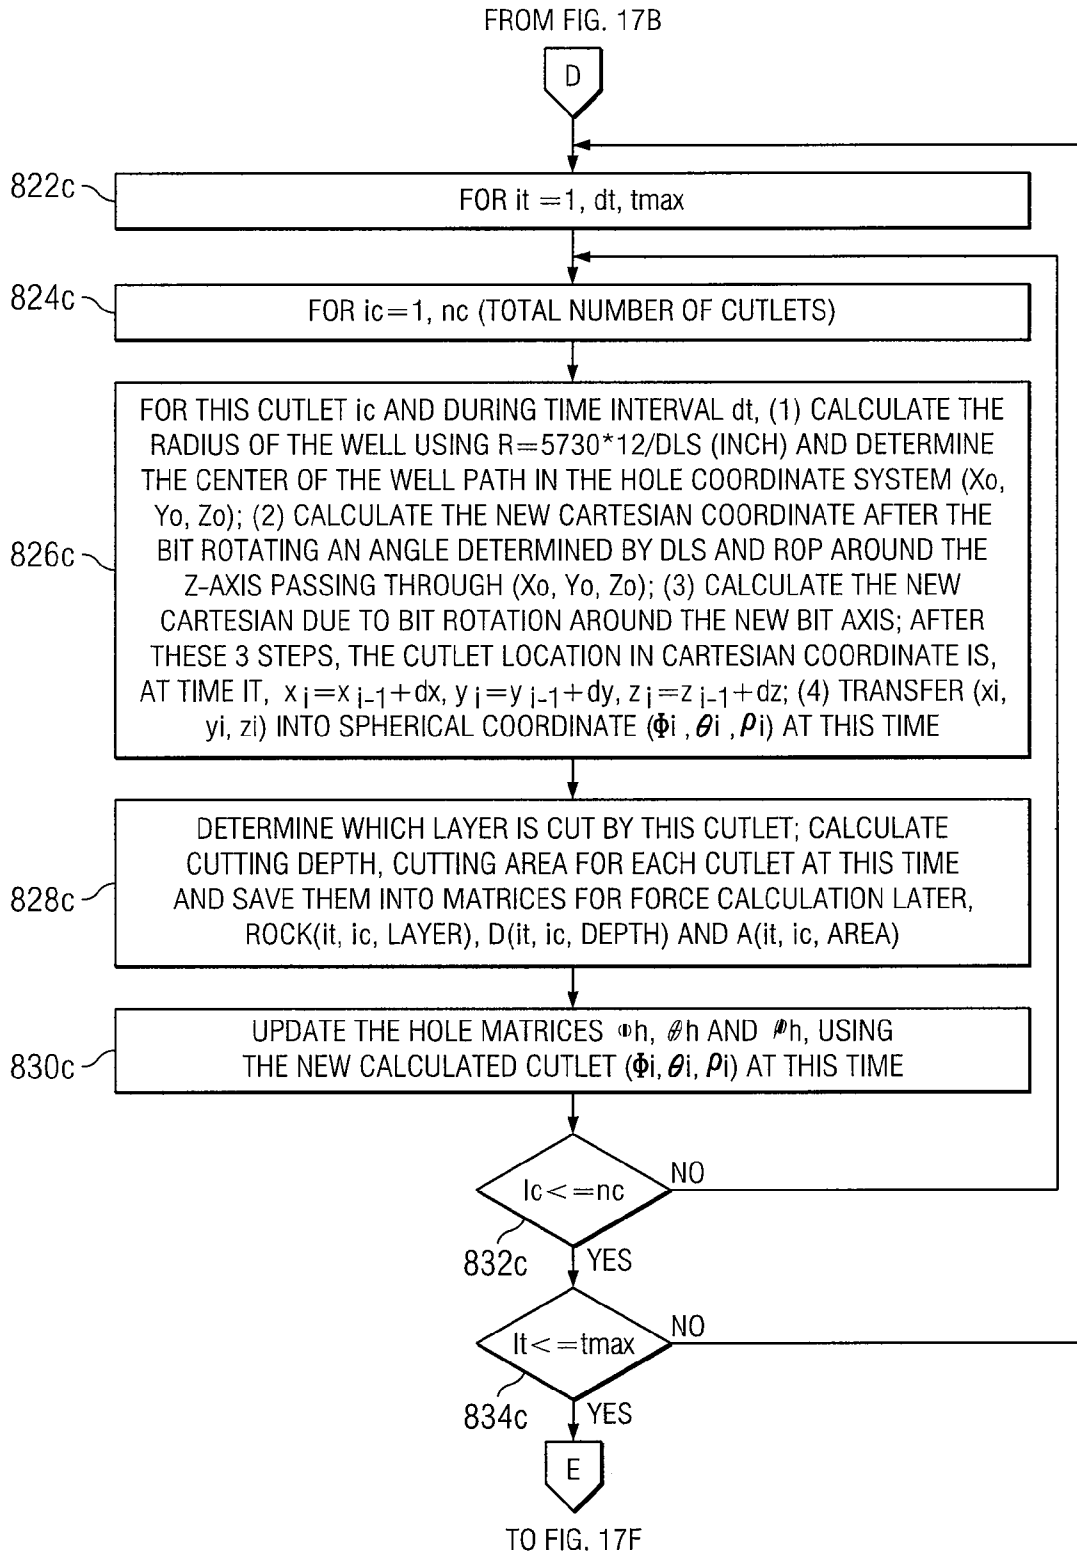 FROM FIG. 17B
D
822c
FOR it =1, dt, tmax
824c
FOR ic=1, nc (TOTAL NUMBER OF CUTLETS)
826c
FOR THIS CUTLET ic AND DURING TIME INTERVAL dt, (1) CALCULATE THE
RADIUS OF THE WELL USING R=5730*12/DLS (INCH) AND DETERMINE
THE CENTER OF THE WELL PATH IN THE HOLE COORDINATE SYSTEM (Xo,
Yo, Zo); (2) CALCULATE THE NEW CARTESIAN COORDINATE AFTER THE
BIT ROTATING AN ANGLE DETERMINED BY DLS AND ROP AROUND THE
Z-AXIS PASSING THROUGH (Xo, Yo, Zo); (3) CALCULATE THE NEW
CARTESIAN DUE TO BIT ROTATION AROUND THE NEW BIT AXIS; AFTER
THESE 3 STEPS, THE CUTLET LOCATION IN CARTESIAN COORDINATE IS,
AT TIME IT, x i=x i-1+dx, y i=y i-1+dy, z i=z i-1+dz; (4) TRANSFER (xi,
yi, zi) INTO SPHERICAL COORDINATE (Φi ,θi ,ρi) AT THIS TIME
828c
DETERMINE WHICH LAYER IS CUT BY THIS CUTLET; CALCULATE
CUTTING DEPTH, CUTTING AREA FOR EACH CUTLET AT THIS TIME
AND SAVE THEM INTO MATRICES FOR FORCE CALCULATION LATER,
ROCK(it, ic, LAYER), D(it, ic, DEPTH) AND A(it, ic, AREA)
830c
UPDATE THE HOLE MATRICES Φh, θh AND ρh, USING
THE NEW CALCULATED CUTLET (Φi, θi, ρi) AT THIS TIME
Ic<=nc
NO
832c
YES
It<=tmax
NO
834c
YES
E
TO FIG. 17F